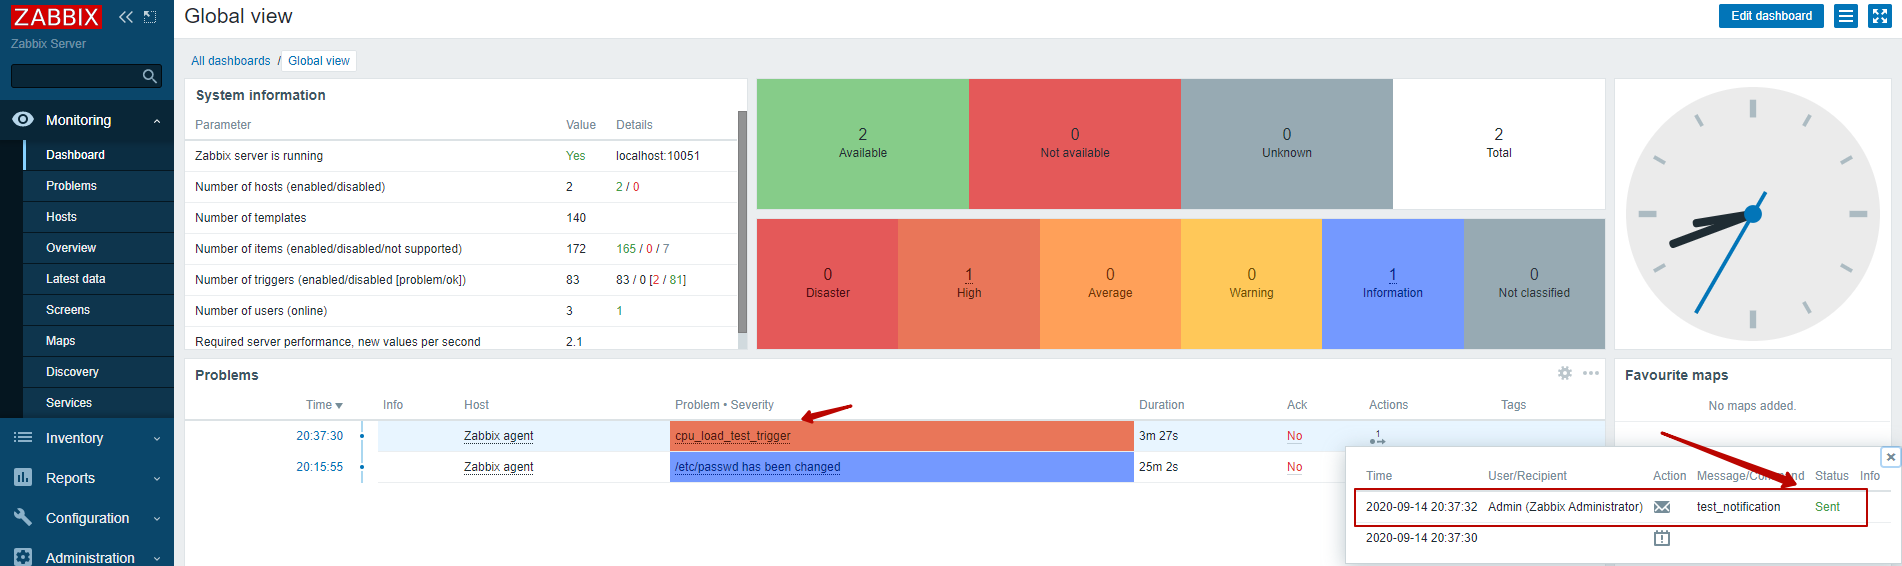 ZABBIX
Zabbix Server
Monitoring
Dashboard
Problems
Hosts
Overview
Latest data
Screens
Maps
Discovery
Services
Inventory
Reports
Configuration
Administration
Global view
Edit dashboard
All dashboards / Global view
System information
Parameter Value Details
Zabbix server is running Yes localhost:10051
Number of hosts (enabled/disabled) 2 2 / 0
Number of templates 140
Number of items (enabled/disabled/not supported) 172 165 / 0 / 7
Number of triggers (enabled/disabled [problem/ok]) 83 83 / 0 [2 / 81]
Number of users (online) 3 1
Required server performance, new values per second 2.1
2 0 0 2
Available Not available Unknown Total
0 1 0 0 1 0
Disaster High Average Warning Information Not classified
Problems
Time Info Host Problem • Severity Duration Ack Actions Tags
20:37:30 Zabbix agent cpu_load_test_trigger 3m 27s No 1
20:15:55 Zabbix agent /etc/passwd has been changed 25m 2s No
Favourite maps
No maps added.
Time User/Recipient Action Message/Command Status Info
2020-09-14 20:37:32 Admin (Zabbix Administrator) test_notification Sent
2020-09-14 20:37:30